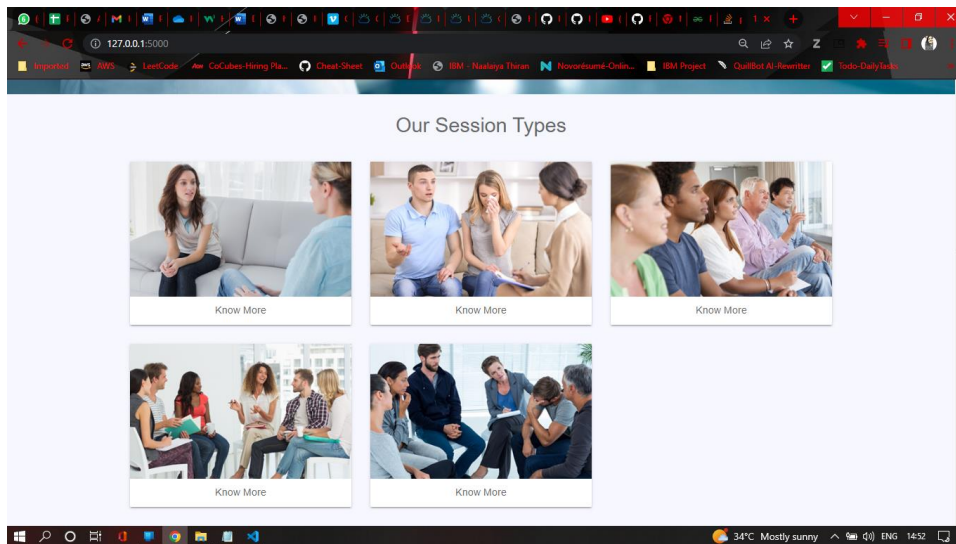 127.0.0.1:5000
Imported AWS LeetCode CoCubes-Hiring Pla... Cheat-Sheet Outlook IBM - Naalaiya Thiran Novorésumé-Onlin... IBM Project QuillBot AI-Rewritter Todo-DailyTasks
Our Session Types
Know More Know More Know More
Know More Know More
34°C Mostly sunny ENG 14:52